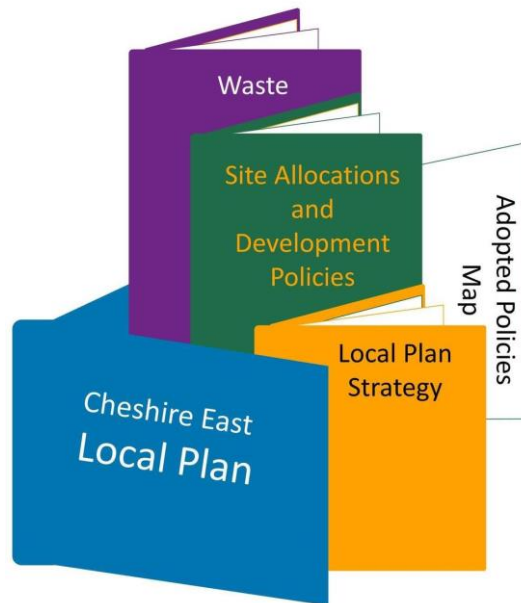 Waste
Site Allocations
and
Development
Policies
Adopted Policies
Map
Local Plan
Strategy
Cheshire East
Local Plan